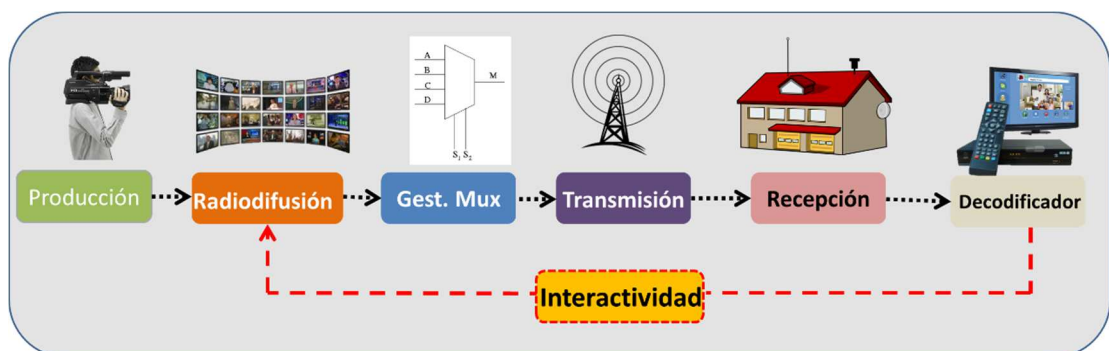 A
B
C
D
M
S1 S2
Producción
Radiodifusión
Gest. Mux
Transmisión
Recepción
Decodificador
Interactividad